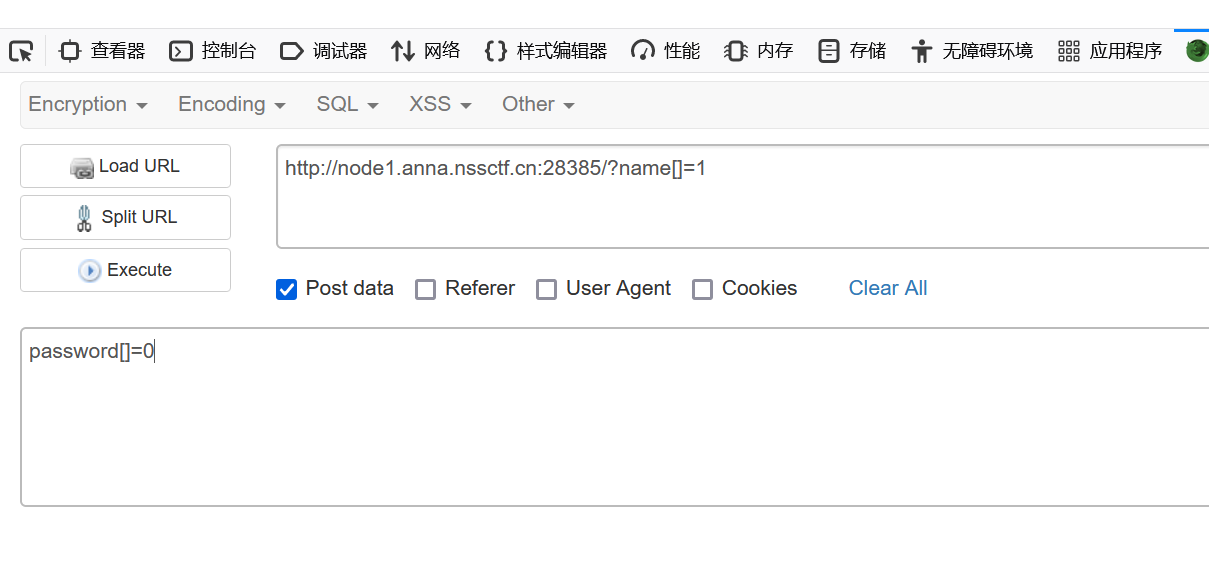 查看器 控制台 调试器 网络 {} 样式编辑器 性能 内存 存储 无障碍环境 应用程序
Encryption Encoding SQL XSS Other
Load URL
http://node1.anna.nssctf.cn:28385/?name[]=1
Split URL
Execute
Post data Referer User Agent Cookies Clear All
password[]=0